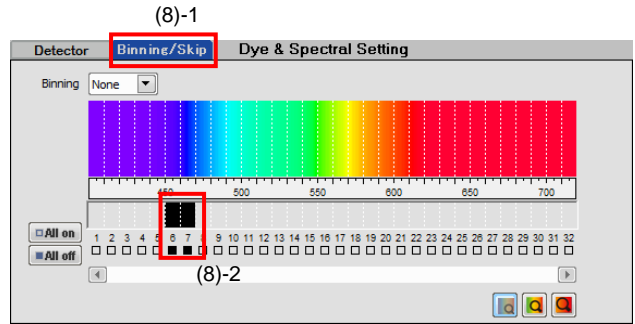 (8)-1
Detector Binning/Skip Dye & Spectral Setting
Binning None
450 500 550 600 650 700
All on
1 2 3 4 5 6 7 8 9 10 11 12 13 14 15 16 17 18 19 20 21 22 23 24 25 26 27 28 29 30 31 32
All off
(8)-2